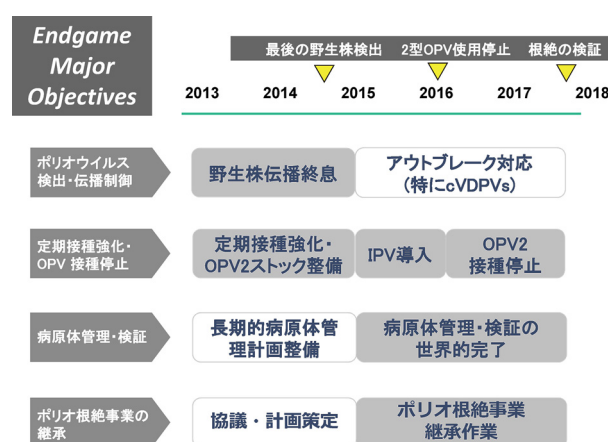 Endgame
Major
Objectives
最後の野生株検出 2型OPV使用停止 根絶の検証
2013 2014 2015 2016 2017 2018
ポリオウイルス
検出・伝播制御
野生株伝播終息
アウトブレーク対応
(特にcVDPVs)
定期接種強化・
OPV 接種停止
定期接種強化・
OPV2ストック整備
IPV導入
OPV2
接種停止
病原体管理・検証
長期的病原体管
理計画整備
病原体管理・検証の
世界的完了
ポリオ根絶事業の
継承
協議・計画策定
ポリオ根絶事業
継承作業